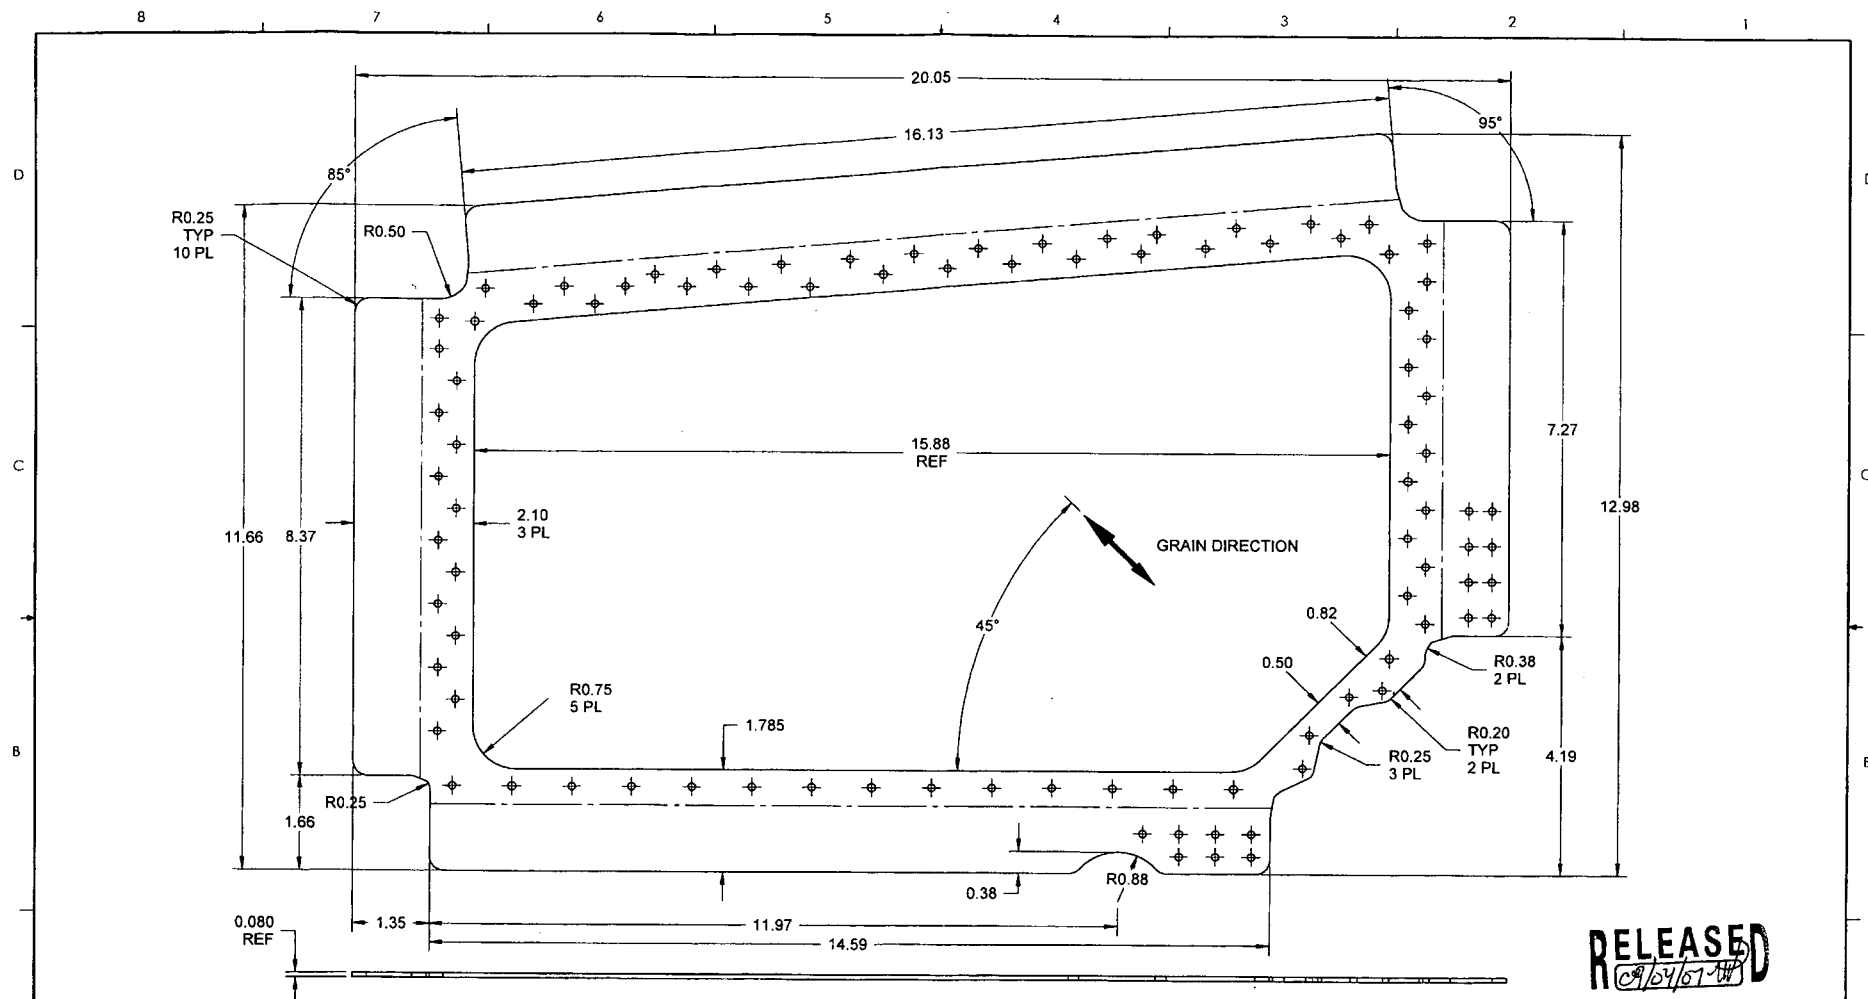 8 7 6 5 4 3 2 1
20.05
16.13
95°
85°
D
R0.25
TYP
10 PL
R0.50
15.88
REF
7.27
C
C
12.98
11.66
8.37
2.10
3 PL
GRAIN DIRECTION
45°
0.82
0.50
R0.38
2 PL
R0.75
5 PL
1.785
R0.20
TYP
2 PL
R0.25
3 PL
4.19
B
R0.25
1.66
0.38
R0.88
0.080
REF
1.35
11.97
14.59
RELEASED
09/04/07